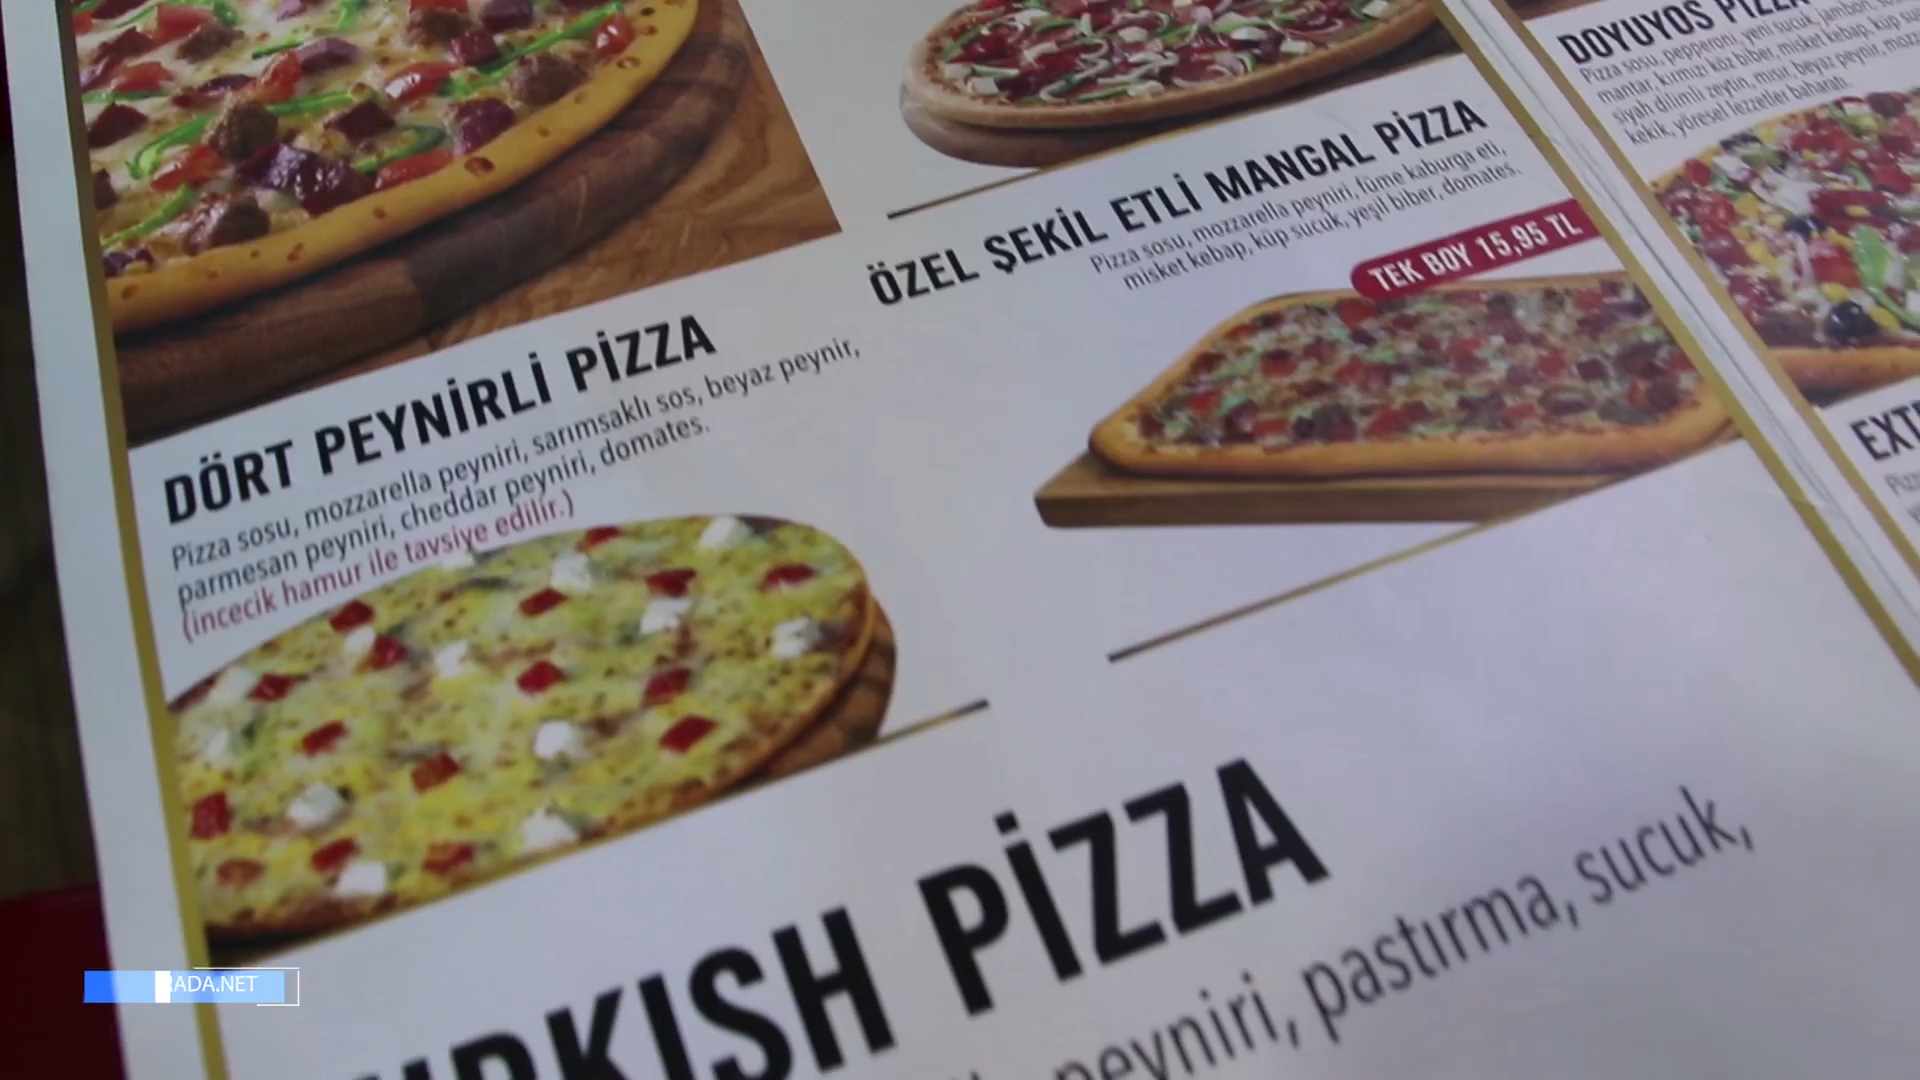 DÖRT PEYNİRLİ PİZZA
Pizza sosu, mozzarella peyniri, sarımsaklı sos, beyaz peynir,
parmesan peyniri, cheddar peyniri, domates.
(incecik hamur ile tavsiye edilir.)
ÖZEL ŞEKİL ETLİ MANGAL PİZZA
Pizza sosu, mozzarella peyniri, füme kaburga eti,
misket kebap, küp sucuk, yeşil biber, domates.
TEK BOY 15,95 TL
DOYUYOS PİZZA
Pizza sosu, pepperoni, yeni sucuk, jambon,
mantar, kırmızı köz biber, misket kebap, küp
siyah dilimli zeytin, mısır, beyaz peynir,
kekik, yöresel lezzetler baharatı.
PİZZA
peyniri, pastırma, sucuk,
ADA.NET